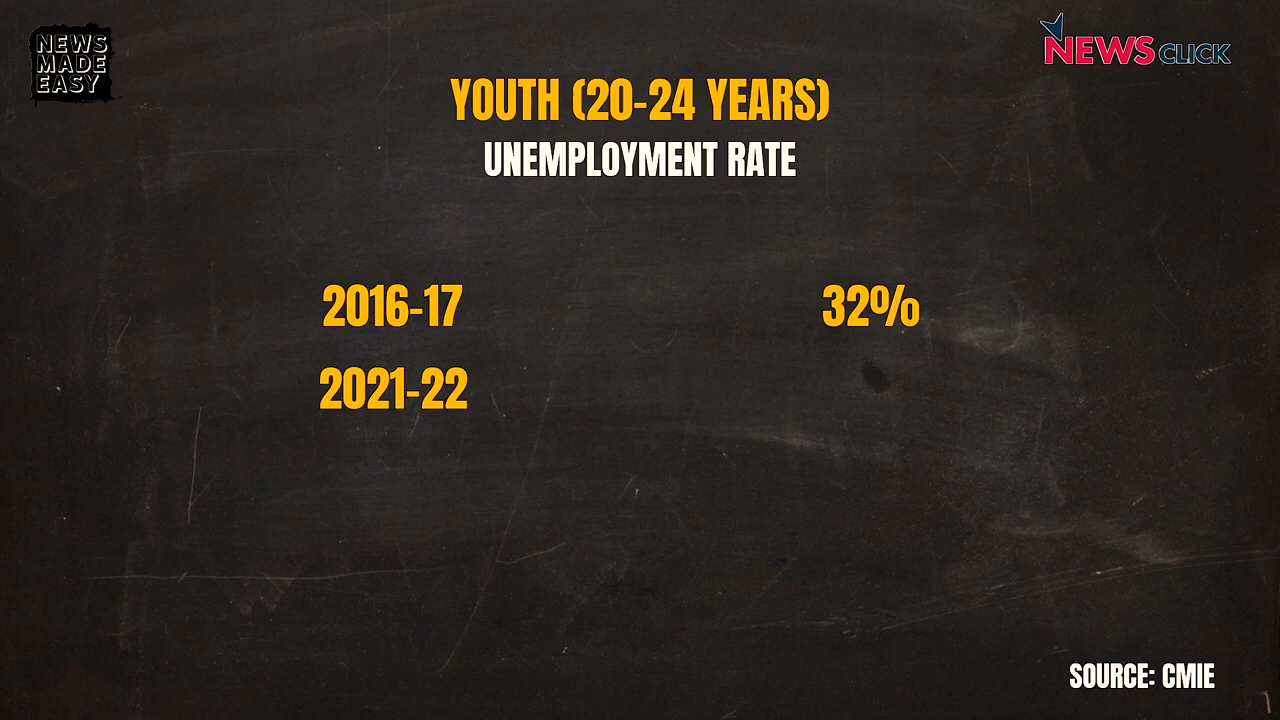 NEWS
MADE
EASY
NEWSCLICK
YOUTH (20-24 YEARS)
UNEMPLOYMENT RATE
2016-17 32%
2021-22
SOURCE: CMIE